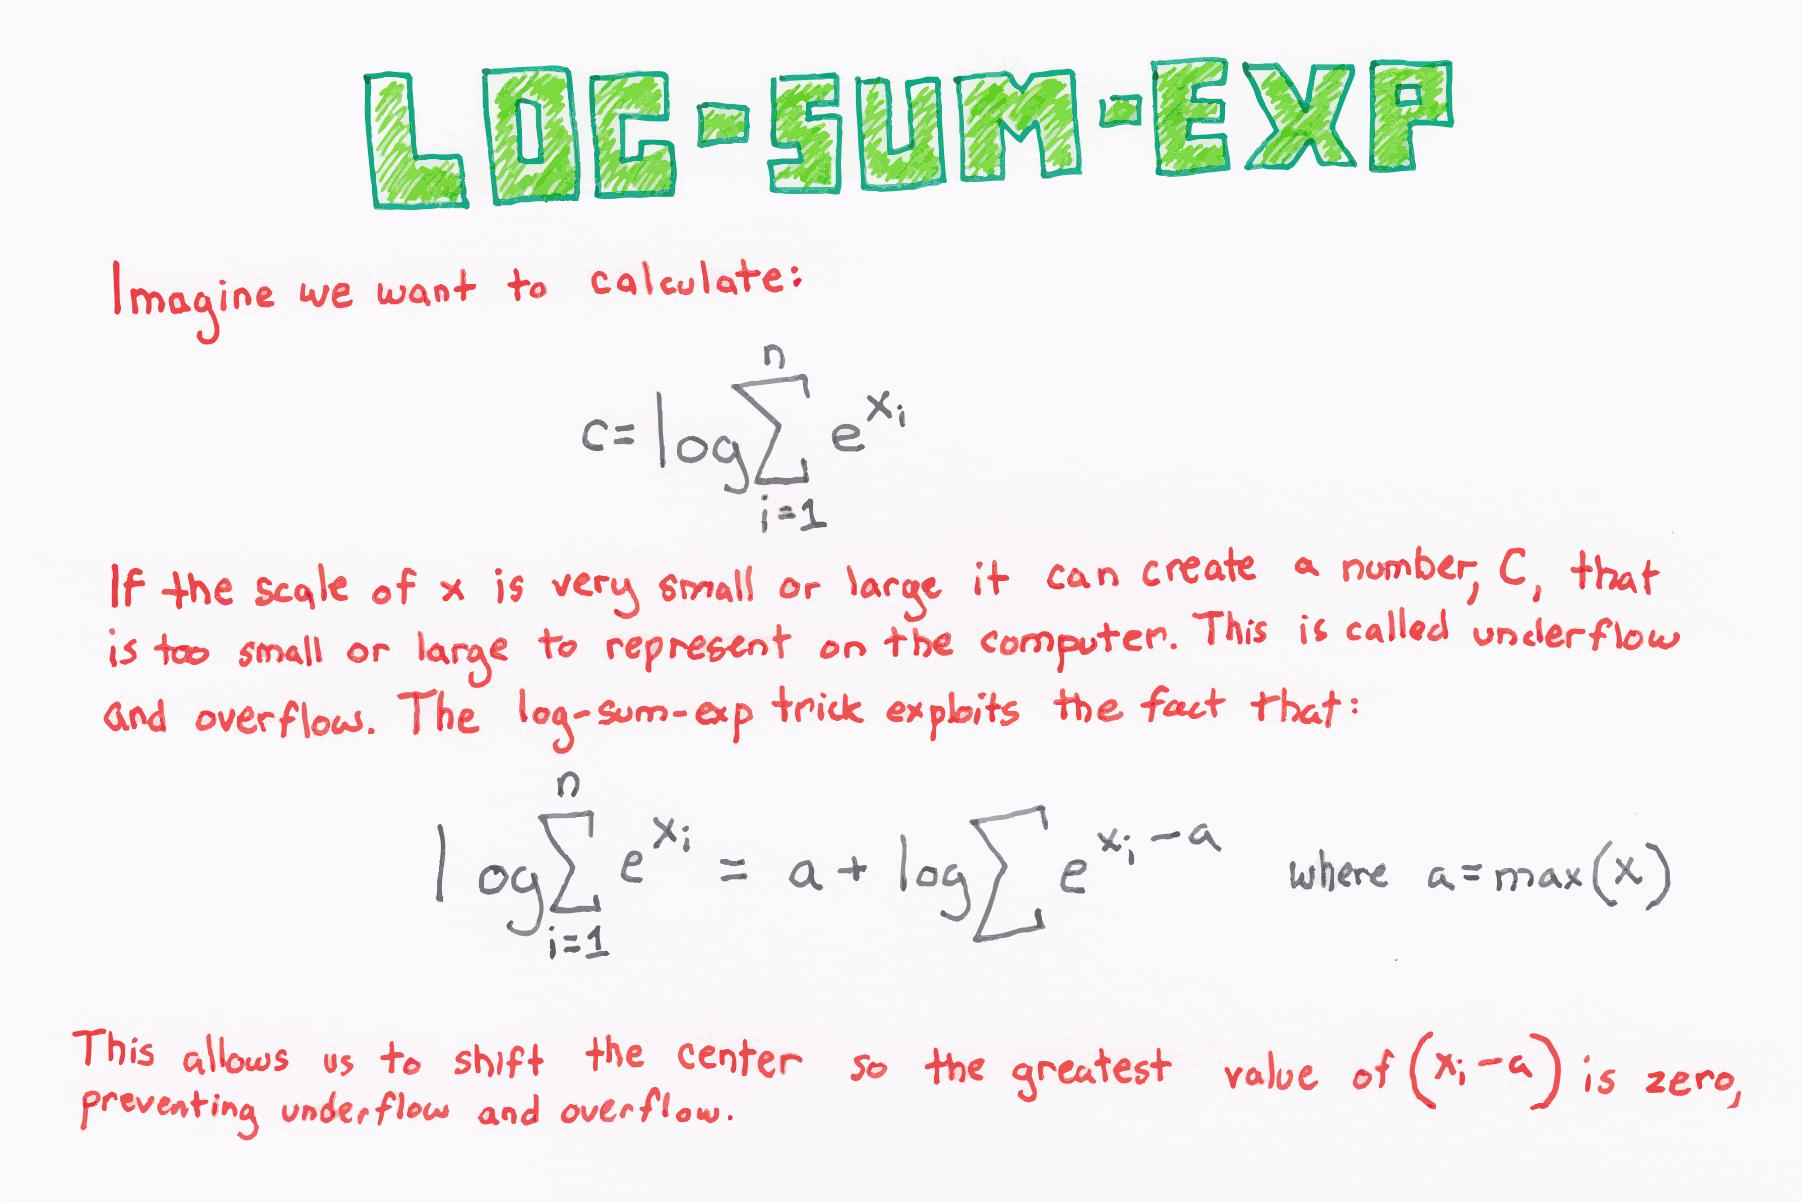 LOG-SUM-EXP
Imagine we want to calculate:
n
c= log∑ e^{x_i}
i=1
If the scale of x is very small or large it can create a number, C, that
is too small or large to represent on the computer. This is called underflow
and overflow. The log-sum-exp trick exploits the fact that:
n
log∑ e^{x_i} = a + log∑ e^{x_i - a} where a = max(x)
i=1
This allows us to shift the center so the greatest value of (x_i - a) is zero,
preventing underflow and overflow.